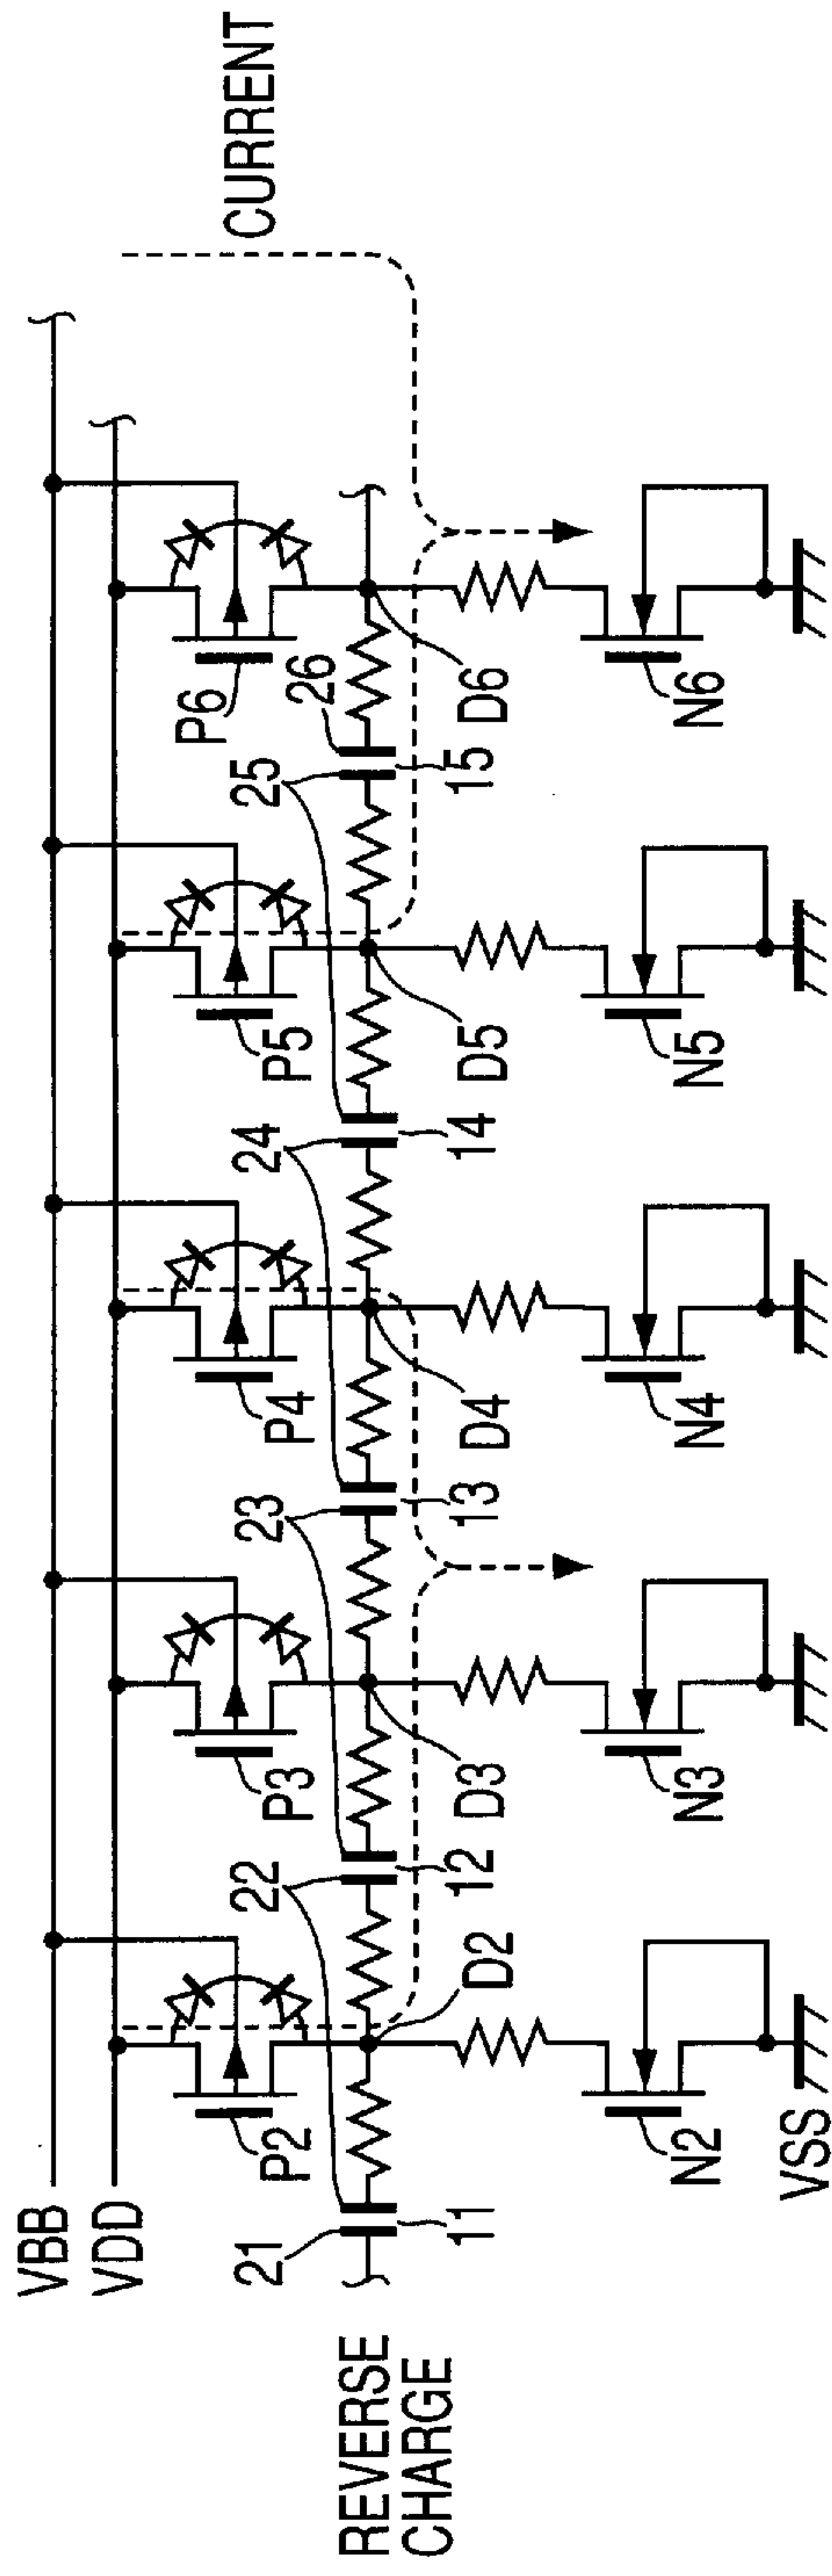 CURRENT
VBB
VDD
P2
P3
P4
P5
P6
21
22
23
24
25
26
REVERSE
CHARGE
11
12
13
14
15
D2
D3
D4
D5
D6
N2
N3
N4
N5
N6
VSS